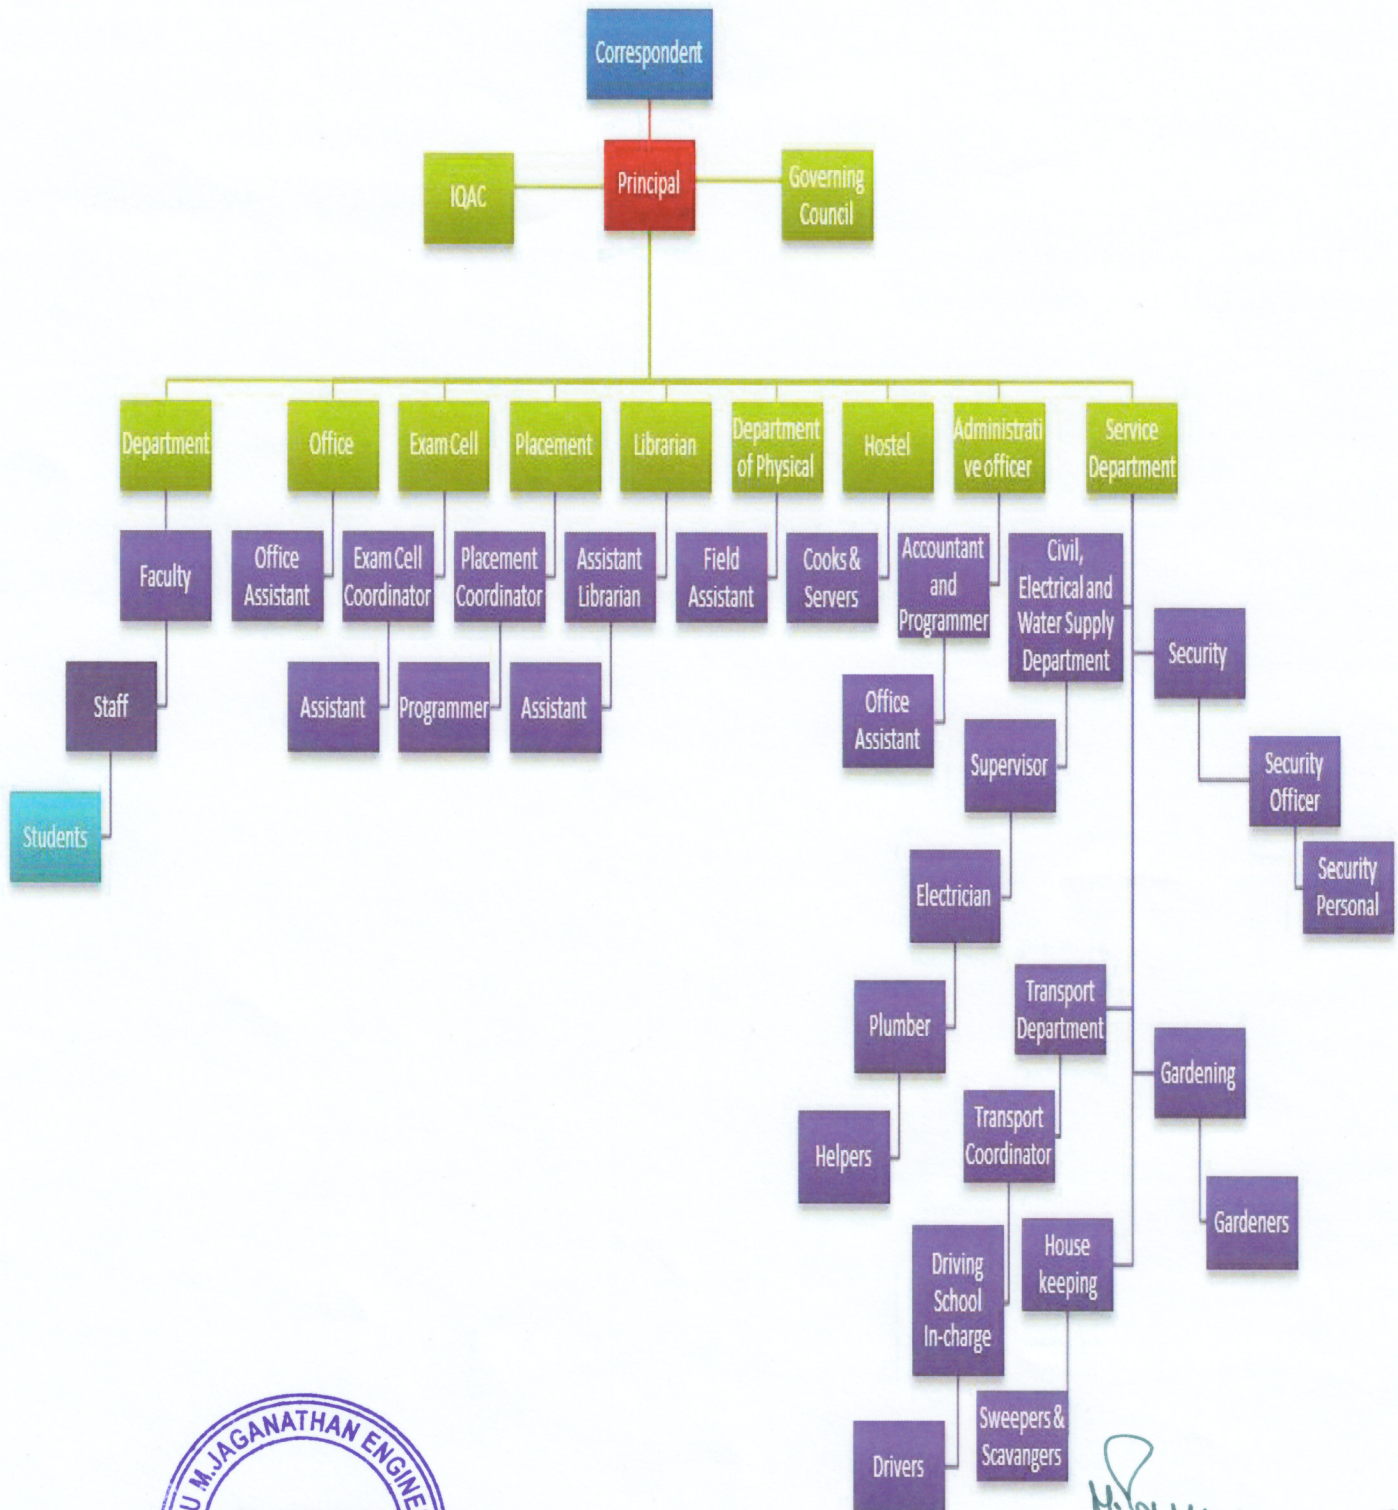 Correspondent
IQAC
Principal
Governing
Council
Department
Office
Exam Cell
Placement
Librarian
Department
of Physical
Hostel
Administrati
ve officer
Service
Department
Faculty
Office
Assistant
Exam Cell
Coordinator
Placement
Coordinator
Assistant
Librarian
Field
Assistant
Cooks &
Servers
Accountant
and
Programmer
Civil,
Electrical and
Water Supply
Department
Security
Staff
Assistant
Programmer
Assistant
Office
Assistant
Supervisor
Security
Officer
Students
Electrician
Security
Personal
Plumber
Transport
Department
Gardening
Helpers
Transport
Coordinator
Gardeners
Driving
School
In-charge
House
keeping
Drivers
Sweepers &
Scavangers
U M.JAGANATHAN ENGINE